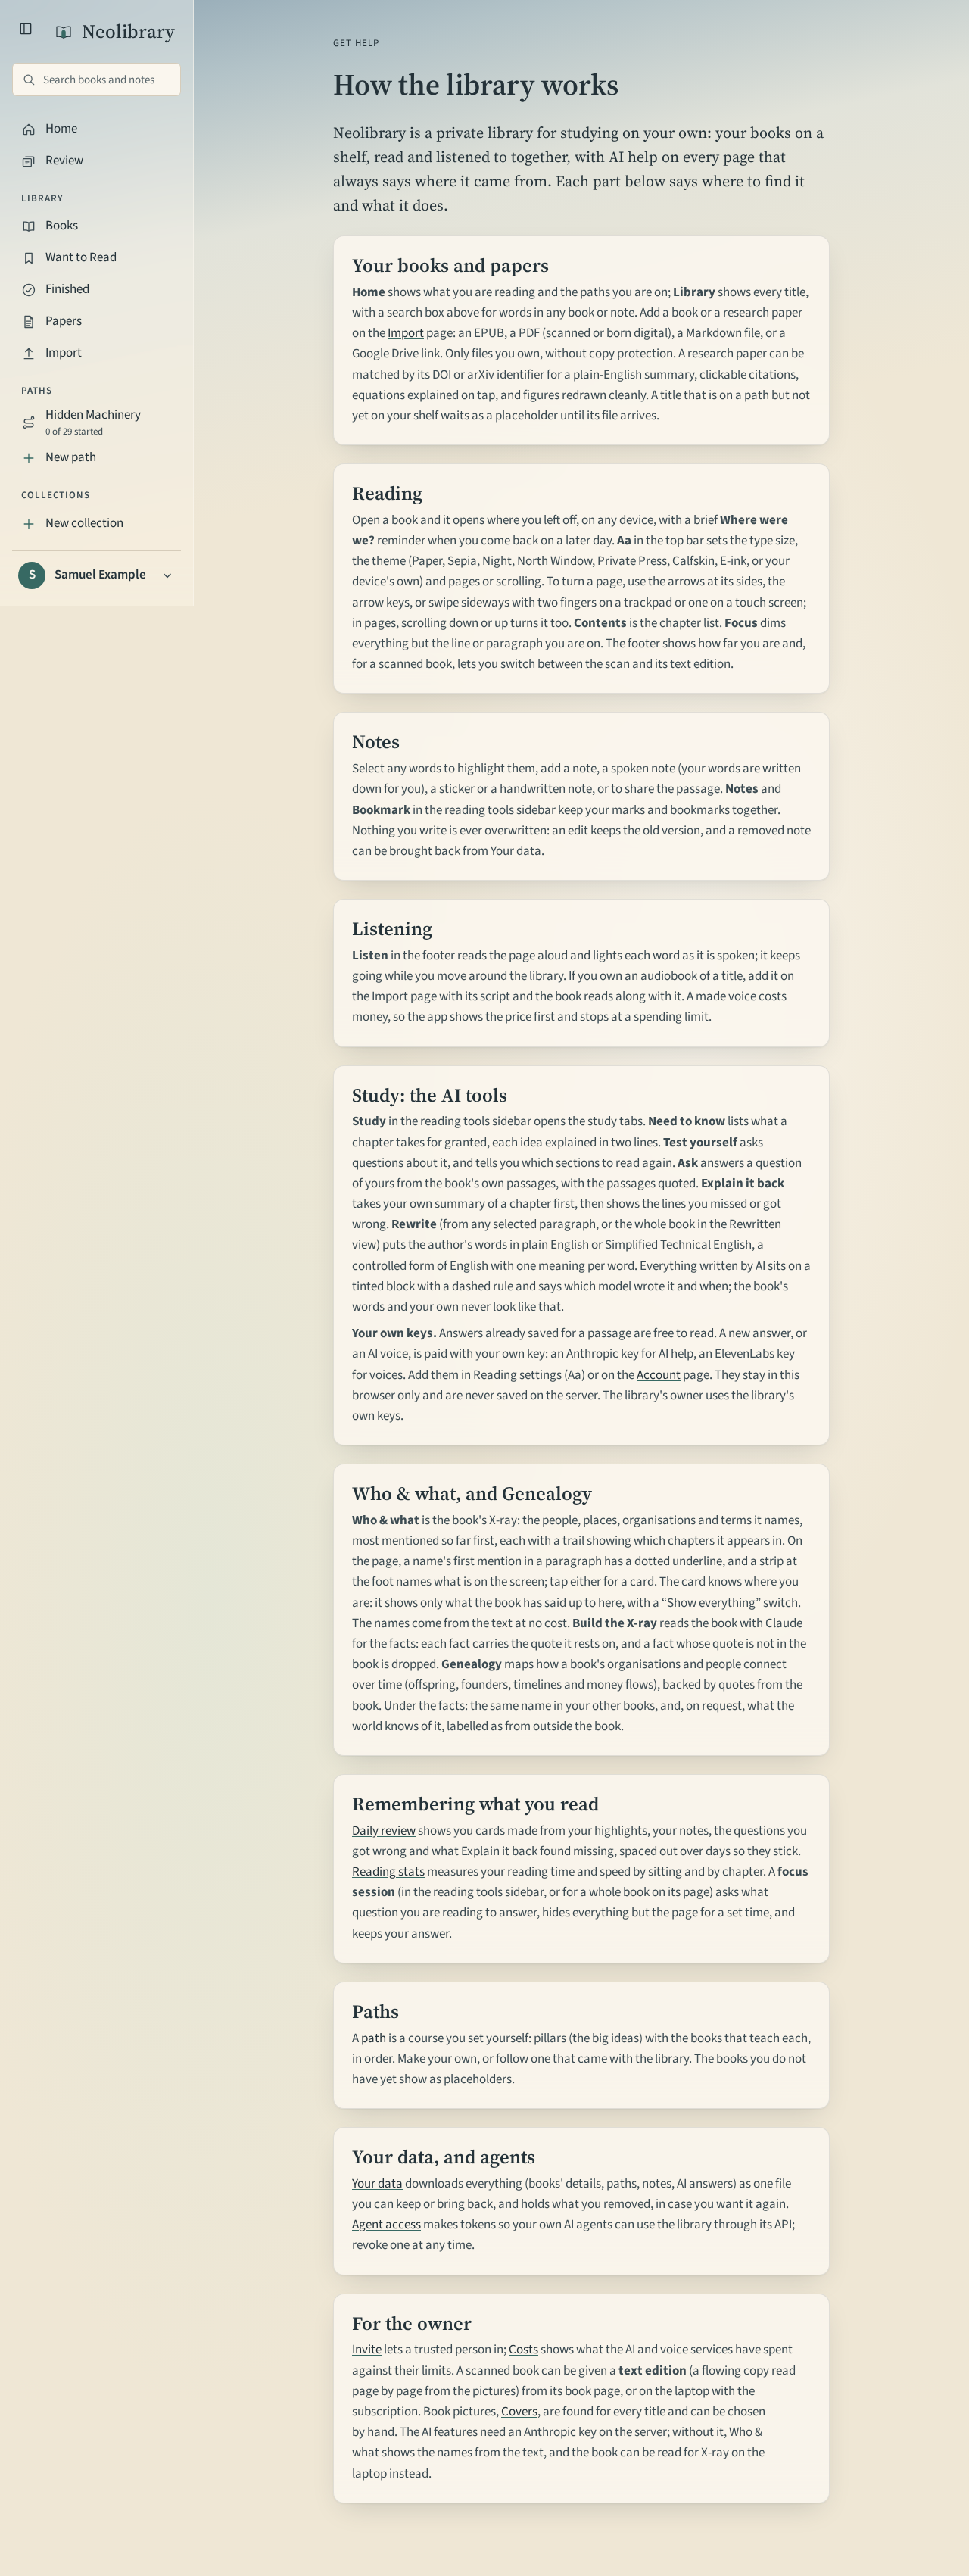 Neolibrary
Search books and notes
Home
Review
LIBRARY
Books
Want to Read
Finished
Papers
Import
PATHS
Hidden Machinery
0 of 29 started
New path
COLLECTIONS
New collection
S
Samuel Example
GET HELP
How the library works
Neolibrary is a private library for studying on your own: your books on a
shelf, read and listened to together, with AI help on every page that
always says where it came from. Each part below says where to find it
and what it does.
Your books and papers
Home shows what you are reading and the paths you are on; Library shows every title,
with a search box above for words in any book or note. Add a book or a research paper
on the Import page: an EPUB, a PDF (scanned or born digital), a Markdown file, or a
Google Drive link. Only files you own, without copy protection. A research paper can be
matched by its DOI or arXiv identifier for a plain-English summary, clickable citations,
equations explained on tap, and figures redrawn cleanly. A title that is on a path but not
yet on your shelf waits as a placeholder until its file arrives.
Reading
Open a book and it opens where you left off, on any device, with a brief Where were
we? reminder when you come back on a later day. Aa in the top bar sets the type size,
the theme (Paper, Sepia, Night, North Window, Private Press, Calfskin, E-ink, or your
device's own) and pages or scrolling. To turn a page, use the arrows at its sides, the
arrow keys, or swipe sideways with two fingers on a trackpad or one on a touch screen;
in pages, scrolling down or up turns it too. Contents is the chapter list. Focus dims
everything but the line or paragraph you are on. The footer shows how far you are and,
for a scanned book, lets you switch between the scan and its text edition.
Notes
Select any words to highlight them, add a note, a spoken note (your words are written
down for you), a sticker or a handwritten note, or to share the passage. Notes and
Bookmark in the reading tools sidebar keep your marks and bookmarks together.
Nothing you write is ever overwritten: an edit keeps the old version, and a removed note
can be brought back from Your data.
Listening
Listen in the footer reads the page aloud and lights each word as it is spoken; it keeps
going while you move around the library. If you own an audiobook of a title, add it on
the Import page with its script and the book reads along with it. A made voice costs
money, so the app shows the price first and stops at a spending limit.
Study: the AI tools
Study in the reading tools sidebar opens the study tabs. Need to know lists what a
chapter takes for granted, each idea explained in two lines. Test yourself asks
questions about it, and tells you which sections to read again. Ask answers a question
of yours from the book's own passages, with the passages quoted. Explain it back
takes your own summary of a chapter first, then shows the lines you missed or got
wrong. Rewrite (from any selected paragraph, or the whole book in the Rewritten
view) puts the author's words in plain English or Simplified Technical English, a
controlled form of English with one meaning per word. Everything written by AI sits on a
tinted block with a dashed rule and says which model wrote it and when; the book's
words and your own never look like that.
Your own keys. Answers already saved for a passage are free to read. A new answer, or
an AI voice, is paid with your own key: an Anthropic key for AI help, an ElevenLabs key
for voices. Add them in Reading settings (Aa) or on the Account page. They stay in this
browser only and are never saved on the server. The library's owner uses the library's
own keys.
Who & what, and Genealogy
Who & what is the book's X-ray: the people, places, organisations and terms it names,
most mentioned so far first, each with a trail showing which chapters it appears in. On
the page, a name's first mention in a paragraph has a dotted underline, and a strip at
the foot names what is on the screen; tap either for a card. The card knows where you
are: it shows only what the book has said up to here, with a “Show everything” switch.
The names come from the text at no cost. Build the X-ray reads the book with Claude
for the facts: each fact carries the quote it rests on, and a fact whose quote is not in the
book is dropped. Genealogy maps how a book's organisations and people connect
over time (offspring, founders, timelines and money flows), backed by quotes from the
book. Under the facts: the same name in your other books, and, on request, what the
world knows of it, labelled as from outside the book.
Remembering what you read
Daily review shows you cards made from your highlights, your notes, the questions you
got wrong and what Explain it back found missing, spaced out over days so they stick.
Reading stats measures your reading time and speed by sitting and by chapter. A focus
session (in the reading tools sidebar, or for a whole book on its page) asks what
question you are reading to answer, hides everything but the page for a set time, and
keeps your answer.
Paths
A path is a course you set yourself: pillars (the big ideas) with the books that teach each,
in order. Make your own, or follow one that came with the library. The books you do not
have yet show as placeholders.
Your data, and agents
Your data downloads everything (books' details, paths, notes, AI answers) as one file
you can keep or bring back, and holds what you removed, in case you want it again.
Agent access makes tokens so your own AI agents can use the library through its API;
revoke one at any time.
For the owner
Invite lets a trusted person in; Costs shows what the AI and voice services have spent
against their limits. A scanned book can be given a text edition (a flowing copy read
page by page from the pictures) from its book page, or on the laptop with the
subscription. Book pictures, Covers, are found for every title and can be chosen
by hand. The AI features need an Anthropic key on the server; without it, Who &
what shows the names from the text, and the book can be read for X-ray on the
laptop instead.